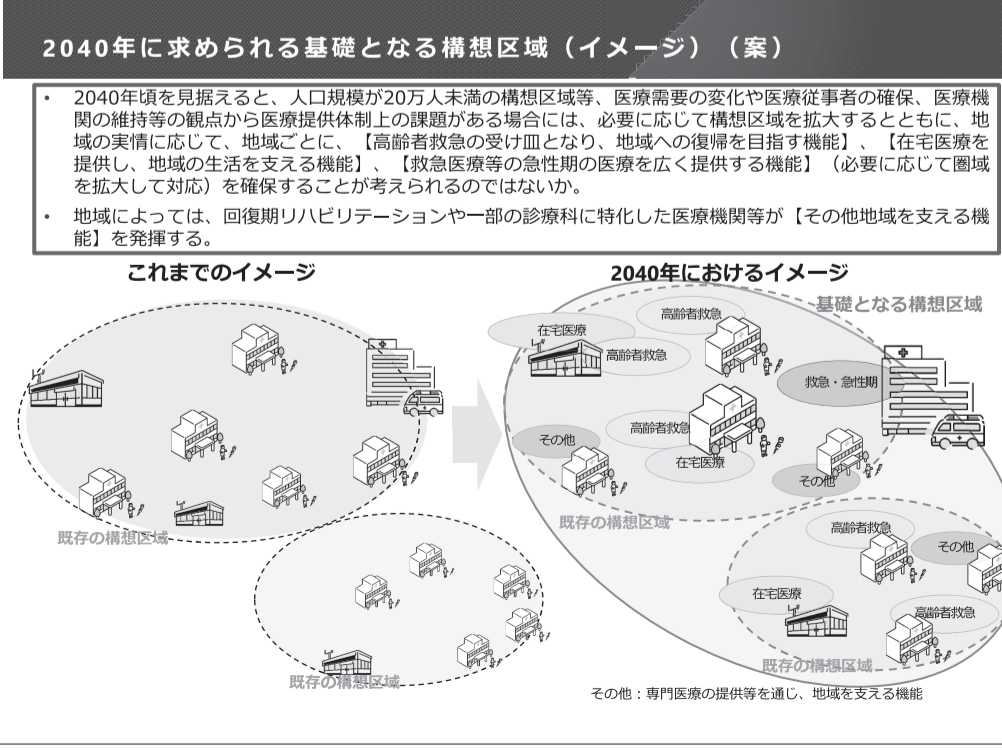 2040年に求められる基礎となる構想区域（イメージ）（案）
• 2040年頃を見据えると、人口規模が20万人未満の構想区域等、医療需要の変化や医療従事者の確保、医療機
関の維持等の観点から医療提供体制上の課題がある場合には、必要に応じて構想区域を拡大するとともに、地
域の実情に応じて、地域ごとに、【高齢者救急の受け皿となり、地域への復帰を目指す機能】、【在宅医療を
提供し、地域の生活を支える機能】、【救急医療等の急性期の医療を広く提供する機能】（必要に応じて圏域
を拡大して対応）を確保することが考えられるのではないか。
• 地域によっては、回復期リハビリテーションや一部の診療科に特化した医療機関等が【その他地域を支える機
能】を発揮する。
これまでのイメージ
既存の構想区域
既存の構想区域
2040年におけるイメージ
基礎となる構想区域
高齢者救急
在宅医療
高齢者救急
救急・急性期
高齢者救急
その他
在宅医療
その他
既存の構想区域
高齢者救急
その他
在宅医療
高齢者救急
既存の構想区域
その他：専門医療の提供等を通じ、地域を支える機能